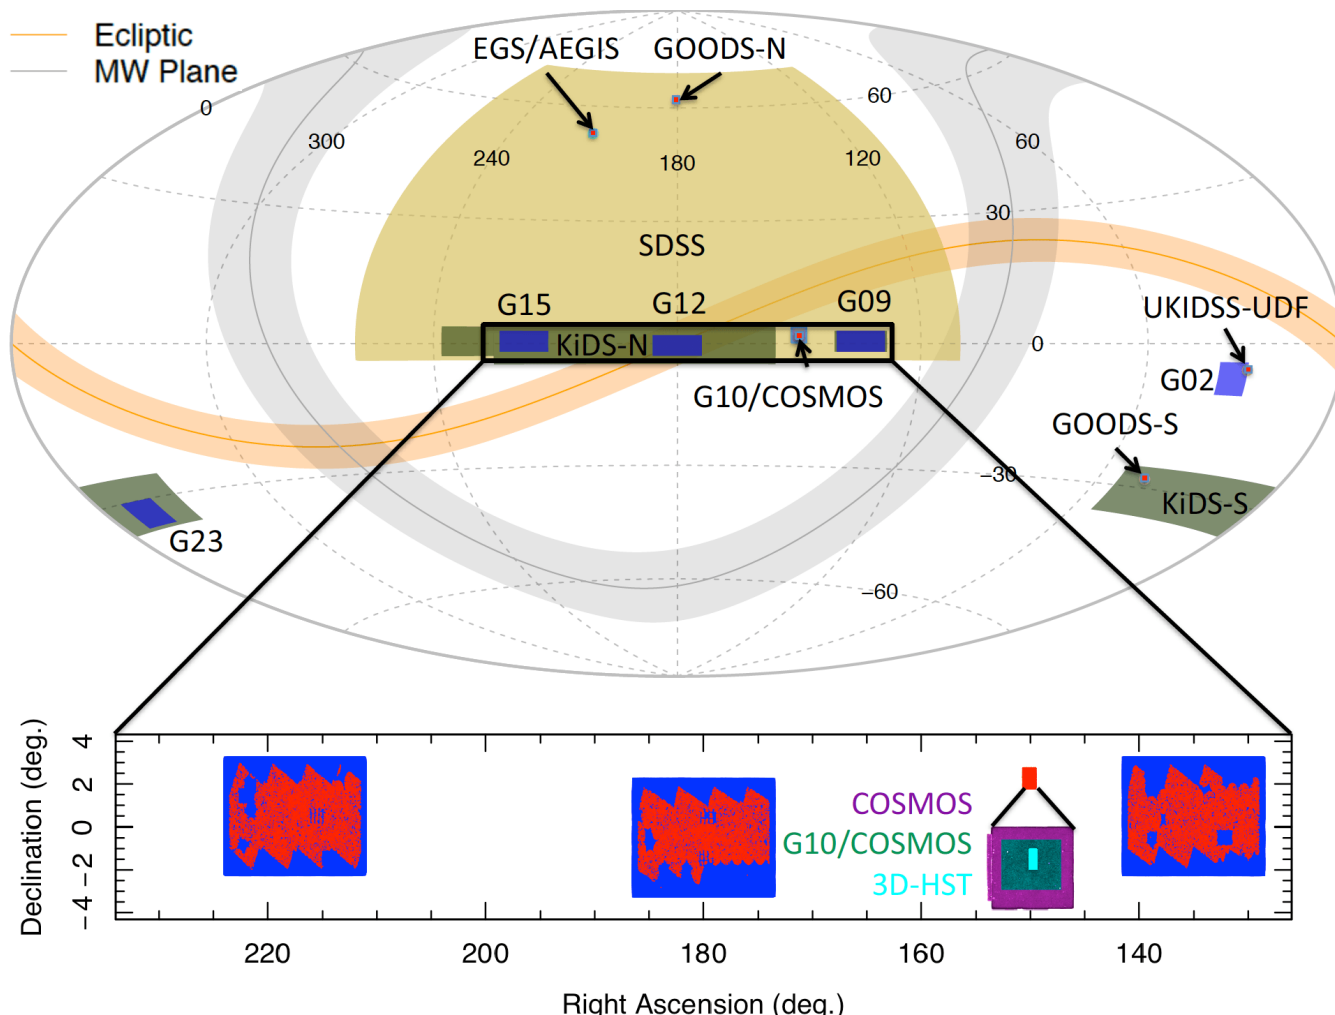 Ecliptic
MW Plane
EGS/AEGIS
GOODS-N
0
300
240
180
120
60
60
30
SDSS
G15
G12
G09
KiDS-N
0
UKIDSS-UDF
G10/COSMOS
G02
GOODS-S
−30
KiDS-S
G23
−60
Declination (deg.)
4
2
0
−2
−4
COSMOS
G10/COSMOS
3D-HST
220
200
180
160
140
Right Ascension (deg.)